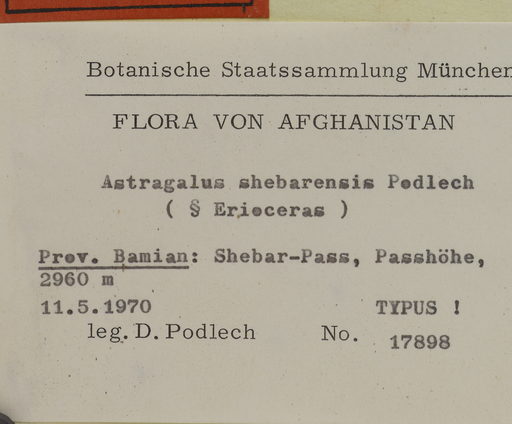 Botanische Staatssammlung München
FLORA VON AFGHANISTAN
Astragalus shebarensis Podlech
( § Erioceras )
Prov. Bamian: Shebar-Pass, Passhöhe,
2960 m
11.5.1970 TYPUS !
leg. D. Podlech No. 17898